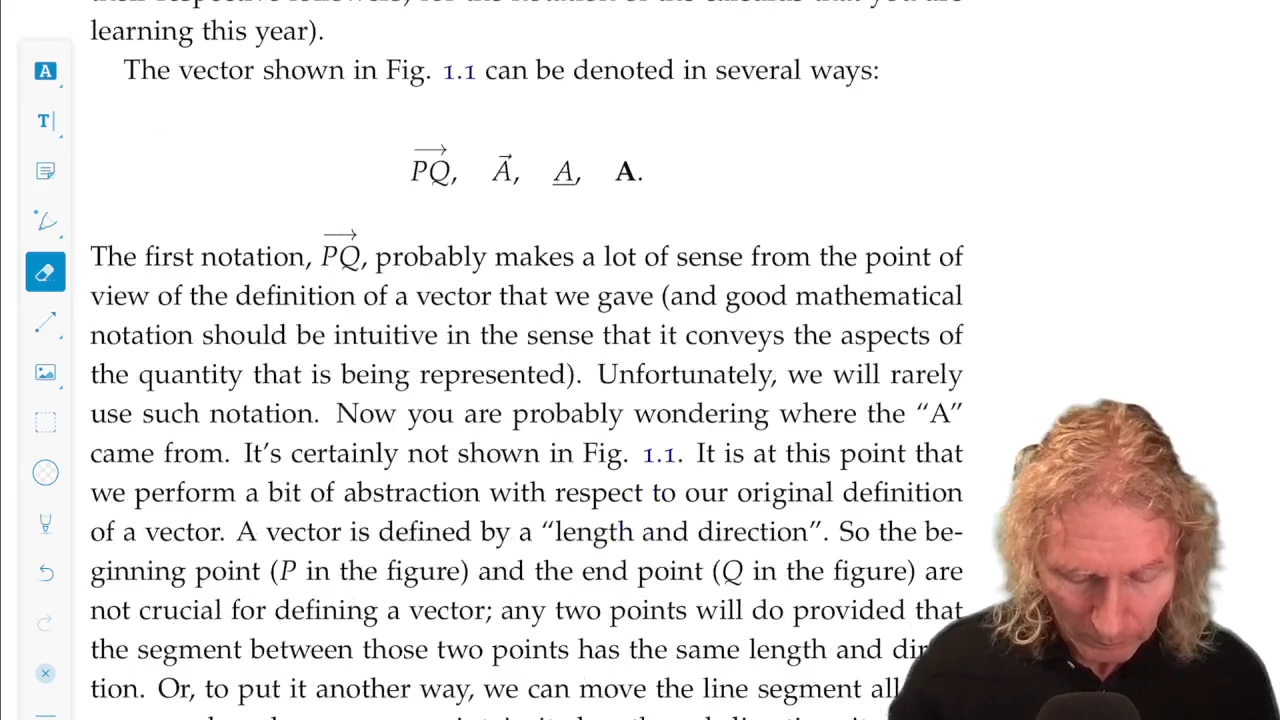 learning this year).
The vector shown in Fig. 1.1 can be denoted in several ways:
$\overrightarrow{PQ}$, $\vec{A}$, $\underline{A}$, **A**.
The first notation, $\overrightarrow{PQ}$, probably makes a lot of sense from the point of
view of the definition of a vector that we gave (and good mathematical
notation should be intuitive in the sense that it conveys the aspects of
the quantity that is being represented). Unfortunately, we will rarely
use such notation. Now you are probably wondering where the “A”
came from. It’s certainly not shown in Fig. 1.1. It is at this point that
we perform a bit of abstraction with respect to our original definition
of a vector. A vector is defined by a “length and direction”. So the be-
ginning point (P in the figure) and the end point (Q in the figure) are
not crucial for defining a vector; any two points will do provided that
the segment between those two points has the same length and
tion. Or, to put it another way, we can move the line segment
A
T